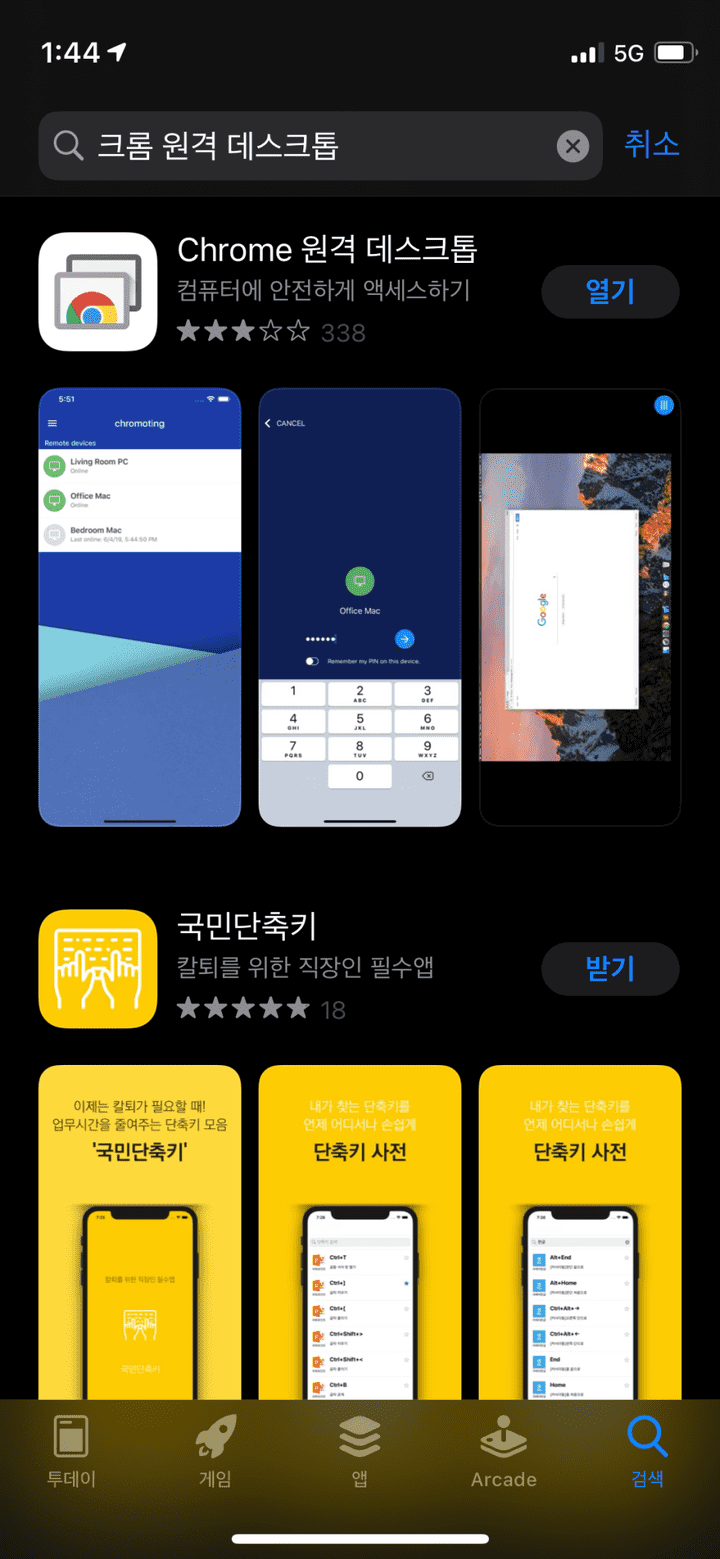 1:44
5G
크롬 원격 데스크톱
취소
Chrome 원격 데스크톱
컴퓨터에 안전하게 액세스하기
열기
338
5:51
chromoting
Remote devices
Living Room PC
Online
Office Mac
Online
Bedroom Mac
Last online: 6/4/19, 5:44:50 PM
CANCEL
Office Mac
Remember my PIN on this device.
1
2 ABC
3 DEF
4 GHI
5 JKL
6 MNO
7 PQRS
8 TUV
9 WXYZ
0
Google
국민단축키
칼퇴를 위한 직장인 필수앱
받기
18
이제는 칼퇴가 필요할 때!
업무시간을 줄여주는 단축키 모음
'국민단축키'
칼퇴를 위한 직장인 필수앱
국민단축키
내가 찾는 단축키를
언제 어디서나 손쉽게
단축키 사전
Ctrl+T
Ctrl+]
Ctrl+[
Ctrl+Shift+>
Ctrl+Shift+<
Ctrl+B
내가 찾는 단축키를
언제 어디서나 손쉽게
단축키 사전
Alt+End
Alt+Home
Ctrl+Alt+→
Ctrl+Alt+←
End
Home
투데이
게임
앱
Arcade
검색